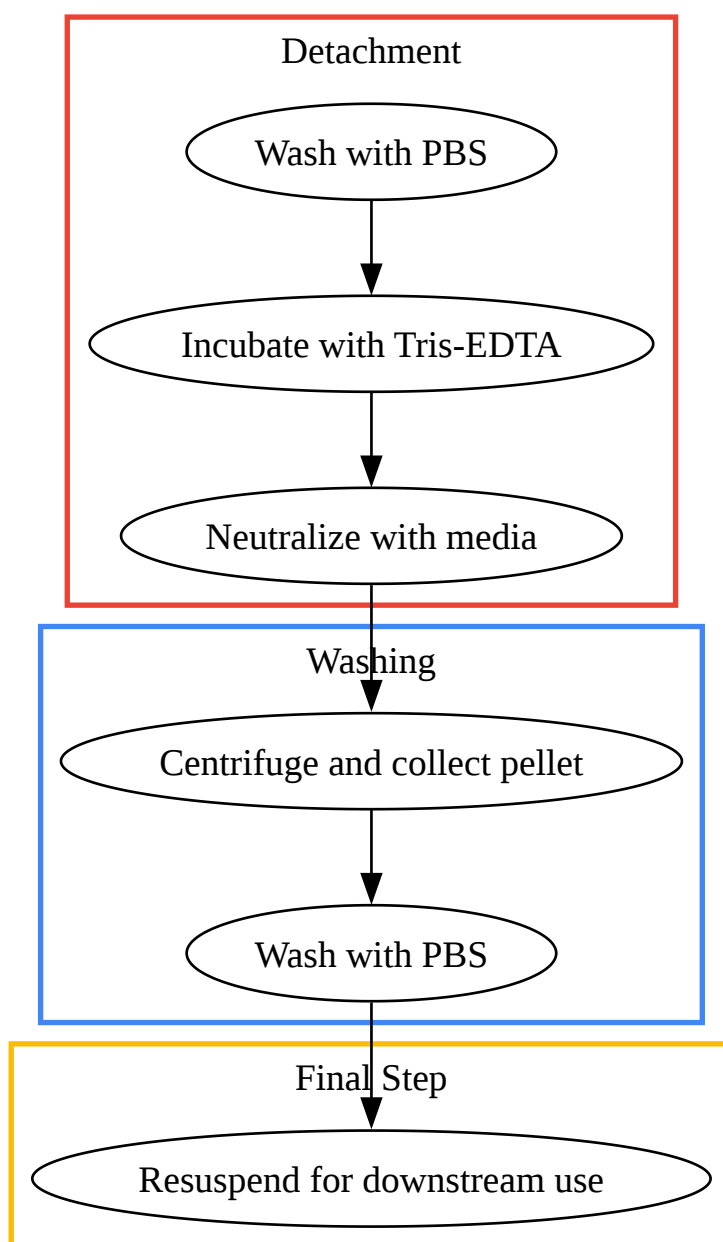 Detachment
Wash with PBS
Incubate with Tris-EDTA
Neutralize with media
Washing
Centrifuge and collect pellet
Wash with PBS
Final Step
Resuspend for downstream use